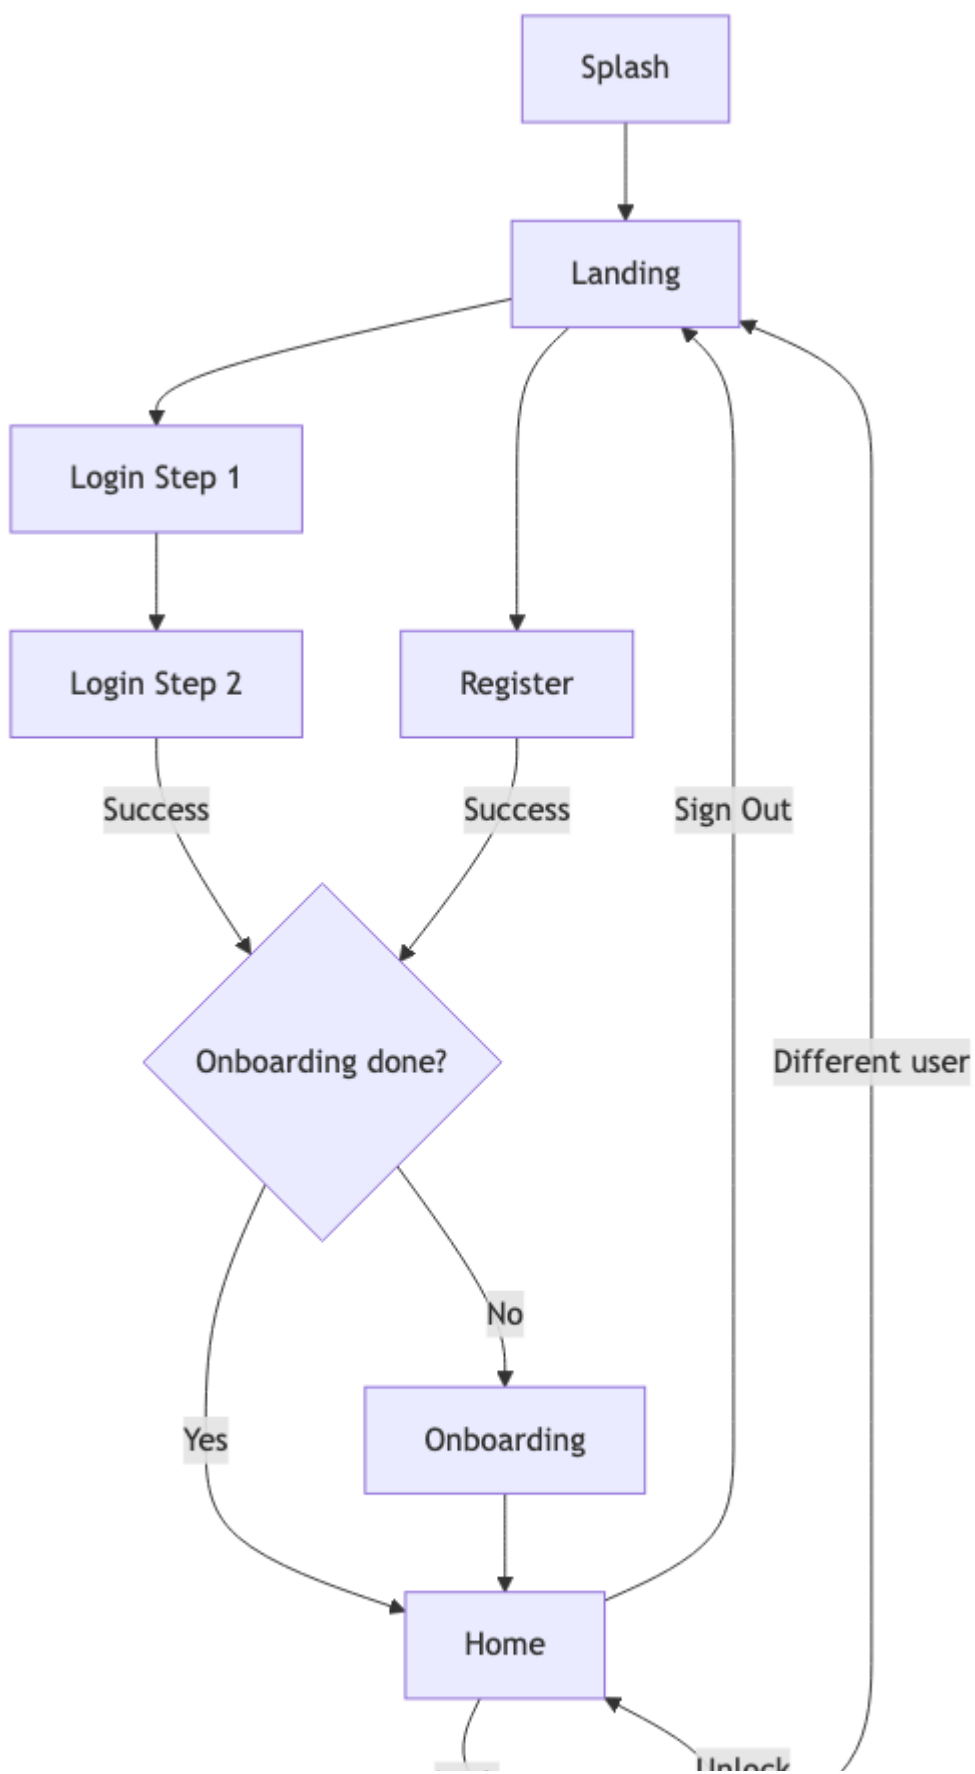 Splash
Landing
Login Step 1
Login Step 2
Register
Success
Success
Sign Out
Onboarding done?
Different user
No
Yes
Onboarding
Home
Unlock